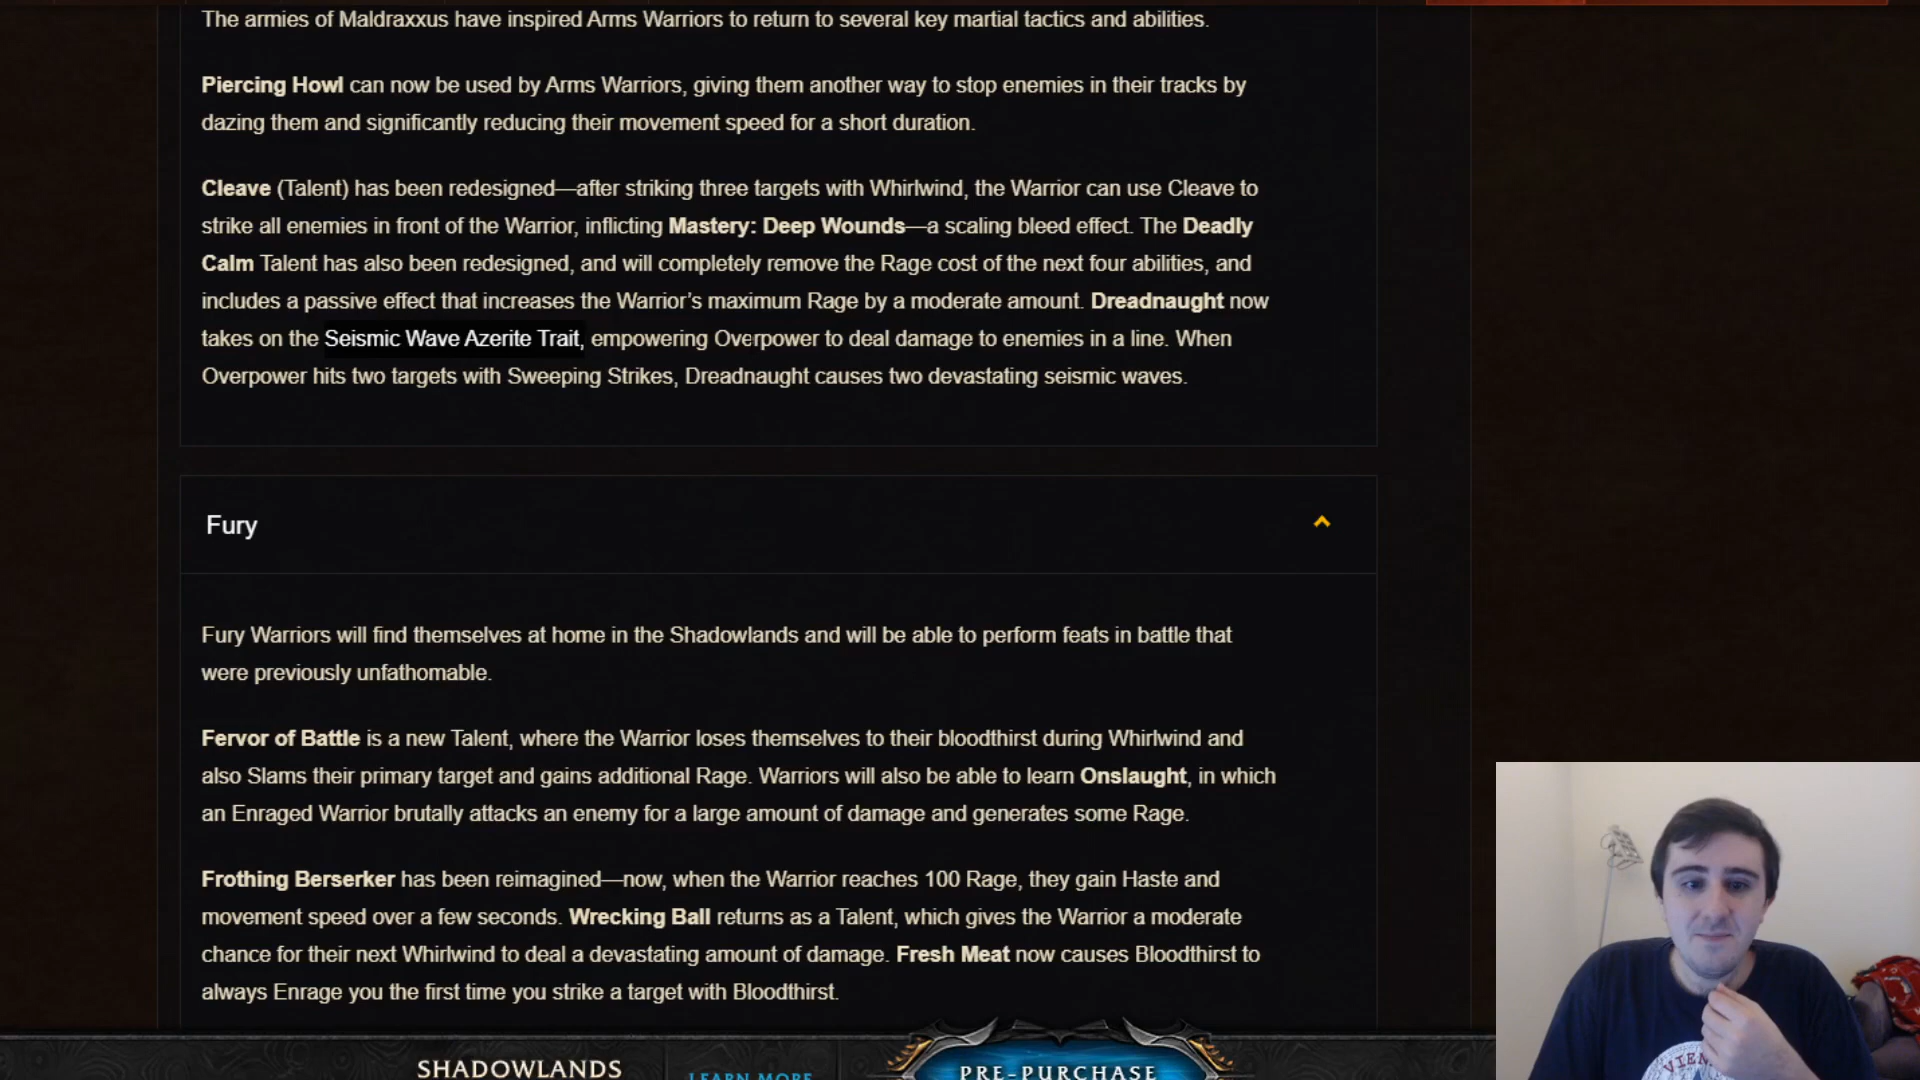 The armies of Maldraxxus have inspired Arms Warriors to return to several key martial tactics and abilities.
Piercing Howl can now be used by Arms Warriors, giving them another way to stop enemies in their tracks by
dazing them and significantly reducing their movement speed for a short duration.
Cleave (Talent) has been redesigned—after striking three targets with Whirlwind, the Warrior can use Cleave to
strike all enemies in front of the Warrior, inflicting Mastery: Deep Wounds—a scaling bleed effect. The Deadly
Calm Talent has also been redesigned, and will completely remove the Rage cost of the next four abilities, and
includes a passive effect that increases the Warrior’s maximum Rage by a moderate amount. Dreadnaught now
takes on the Seismic Wave Azerite Trait, empowering Overpower to deal damage to enemies in a line. When
Overpower hits two targets with Sweeping Strikes, Dreadnaught causes two devastating seismic waves.
Fury
Fury Warriors will find themselves at home in the Shadowlands and will be able to perform feats in battle that
were previously unfathomable.
Fervor of Battle is a new Talent, where the Warrior loses themselves to their bloodthirst during Whirlwind and
also Slams their primary target and gains additional Rage. Warriors will also be able to learn Onslaught, in which
an Enraged Warrior brutally attacks an enemy for a large amount of damage and generates some Rage.
Frothing Berserker has been reimagined—now, when the Warrior reaches 100 Rage, they gain Haste and
movement speed over a few seconds. Wrecking Ball returns as a Talent, which gives the Warrior a moderate
chance for their next Whirlwind to deal a devastating amount of damage. Fresh Meat now causes Bloodthirst to
always Enrage you the first time you strike a target with Bloodthirst.
SHADOWLANDS
LEARN MORE
PRE-PURCHASE